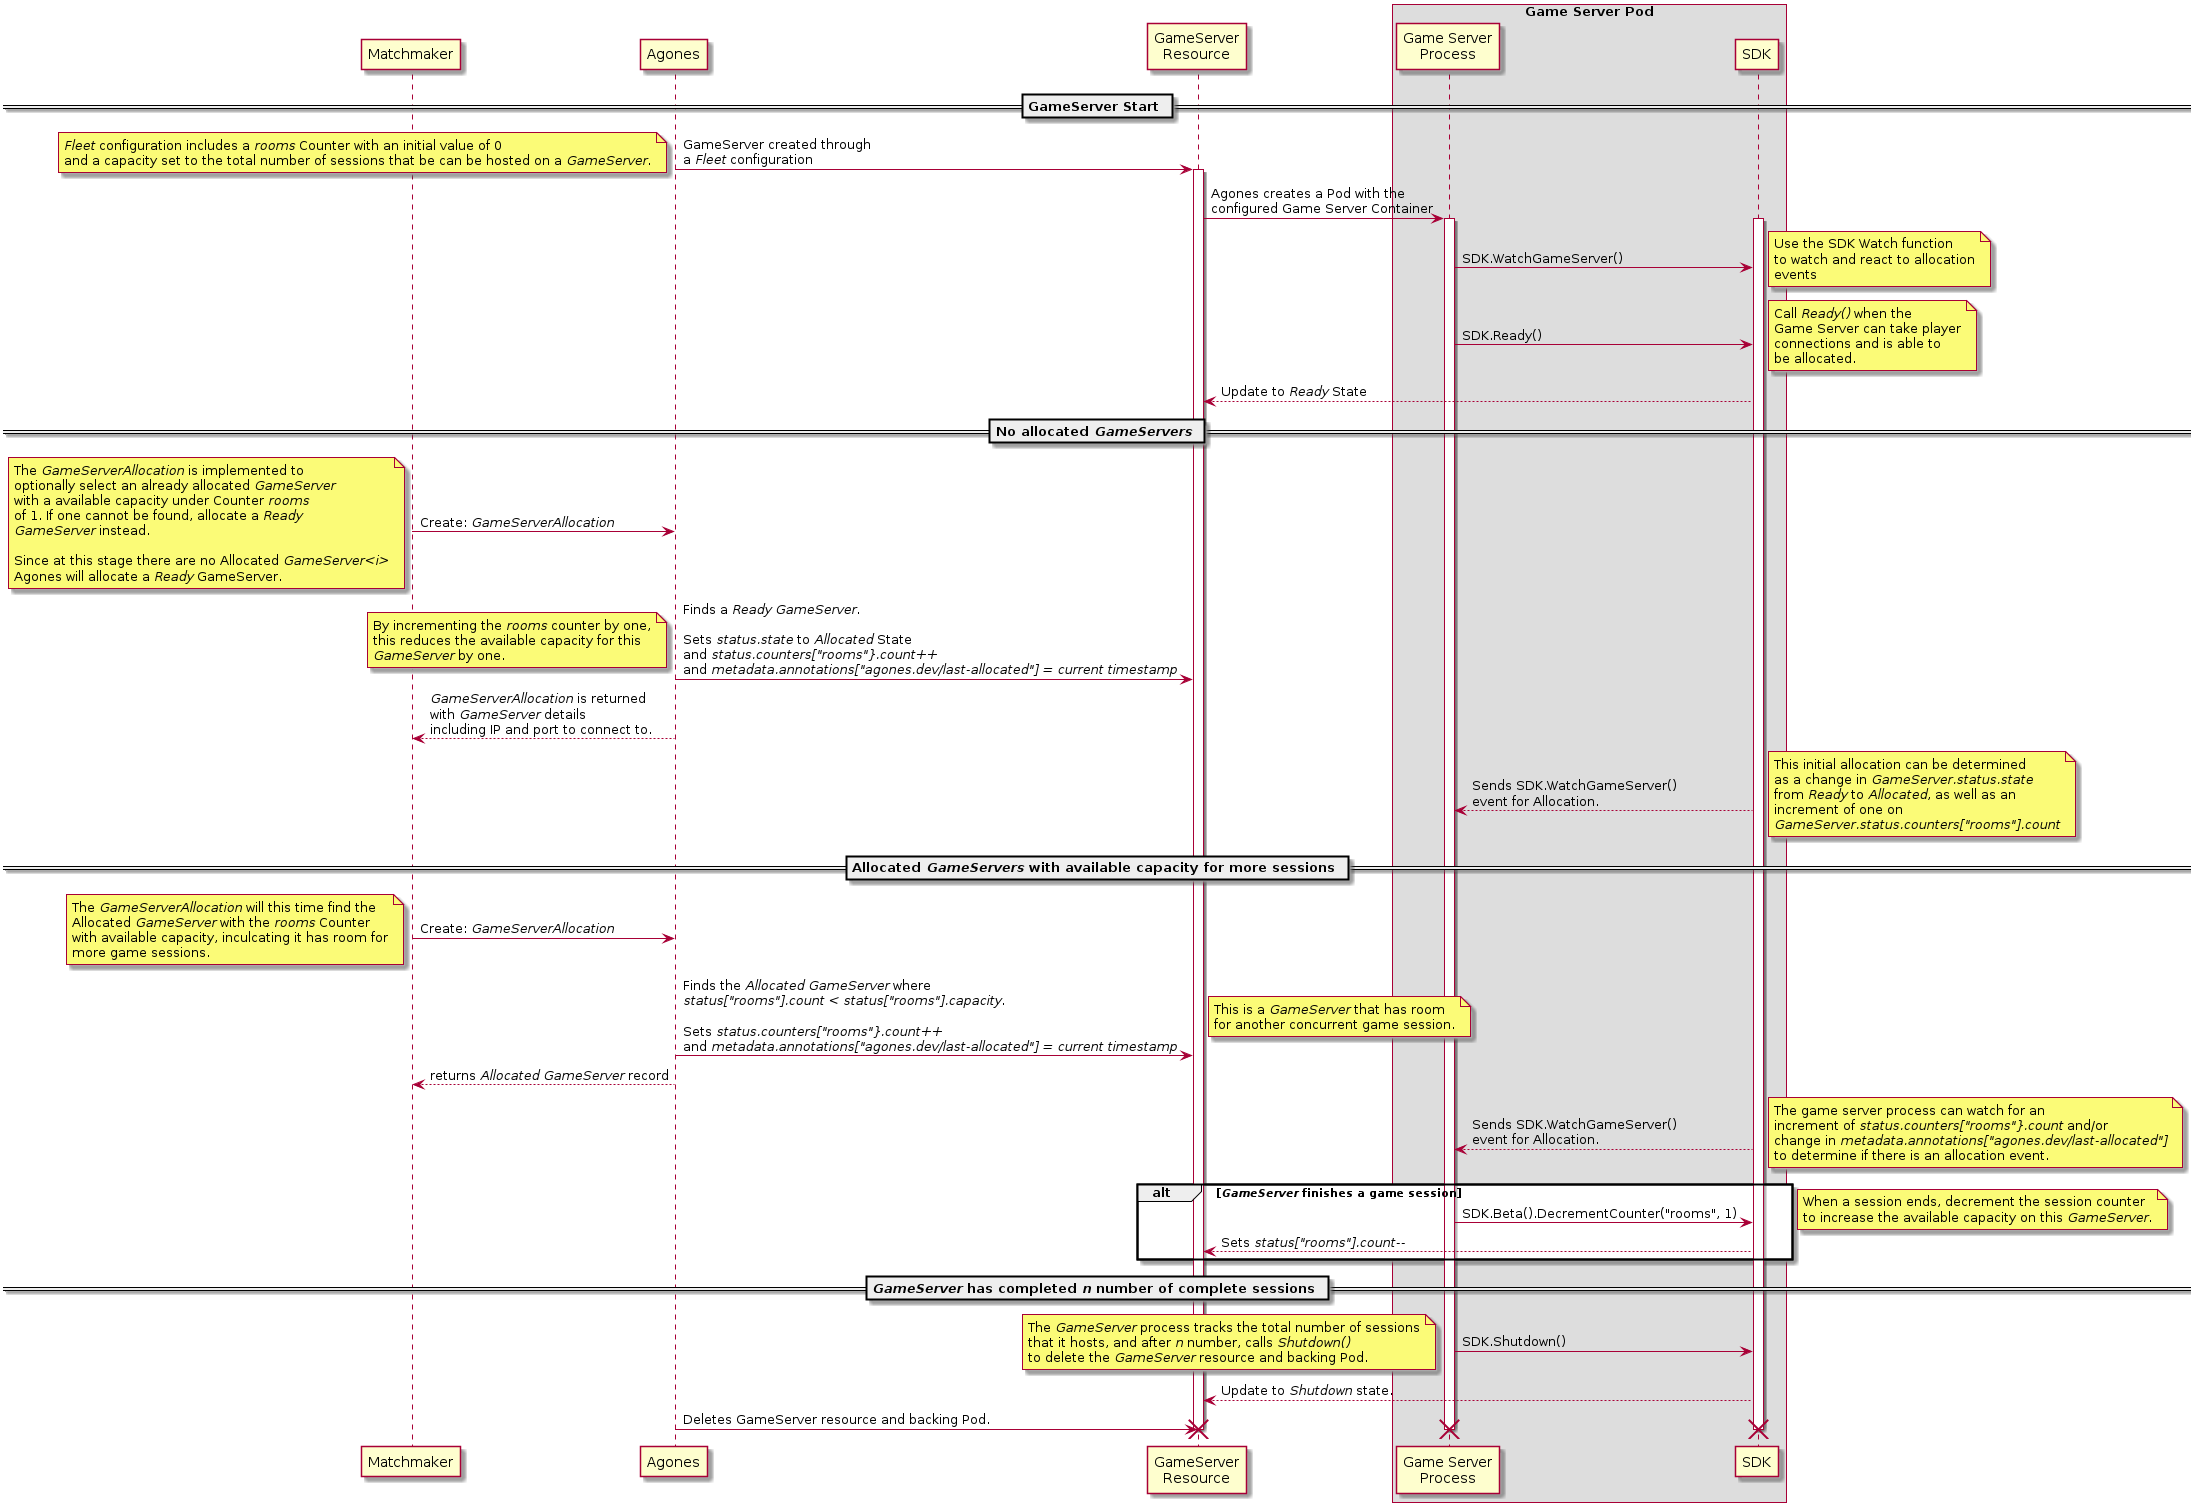 Game Server Pod
Matchmaker
Agones
GameServer
Resource
Game Server
Process
SDK
GameServer Start
Fleet configuration includes a rooms Counter with an initial value of 0
and a capacity set to the total number of sessions that be can be hosted on a GameServer.
GameServer created through
a Fleet configuration
Agones creates a Pod with the
configured Game Server Container
SDK.WatchGameServer()
Use the SDK Watch function
to watch and react to allocation
events
SDK.Ready()
Call Ready() when the
Game Server can take player
connections and is able to
be allocated.
Update to Ready State
No allocated GameServers
The GameServerAllocation is implemented to
optionally select an already allocated GameServer
with a available capacity under Counter rooms
of 1. If one cannot be found, allocate a Ready
GameServer instead.
Since at this stage there are no Allocated GameServer<i>
Agones will allocate a Ready GameServer.
Create: GameServerAllocation
By incrementing the rooms counter by one,
this reduces the available capacity for this
GameServer by one.
Finds a Ready GameServer.
Sets status.state to Allocated State
and status.counters["rooms"}.count++
and metadata.annotations["agones.dev/last-allocated"] = current timestamp
GameServerAllocation is returned
with GameServer details
including IP and port to connect to.
Sends SDK.WatchGameServer()
event for Allocation.
This initial allocation can be determined
as a change in GameServer.status.state
from Ready to Allocated, as well as an
increment of one on
GameServer.status.counters["rooms"].count
Allocated GameServers with available capacity for more sessions
The GameServerAllocation will this time find the
Allocated GameServer with the rooms Counter
with available capacity, inculcating it has room for
more game sessions.
Create: GameServerAllocation
Finds the Allocated GameServer where
status["rooms"].count < status["rooms"].capacity.
Sets status.counters["rooms"}.count++
and metadata.annotations["agones.dev/last-allocated"] = current timestamp
This is a GameServer that has room
for another concurrent game session.
returns Allocated GameServer record
Sends SDK.WatchGameServer()
event for Allocation.
The game server process can watch for an
increment of status.counters["rooms"}.count and/or
change in metadata.annotations["agones.dev/last-allocated"]
to determine if there is an allocation event.
alt
[GameServer finishes a game session]
SDK.Beta().DecrementCounter("rooms", 1)
When a session ends, decrement the session counter
to increase the available capacity on this GameServer.
Sets status["rooms"].count--
GameServer has completed n number of complete sessions
The GameServer process tracks the total number of sessions
that it hosts, and after n number, calls Shutdown()
to delete the GameServer resource and backing Pod.
SDK.Shutdown()
Update to Shutdown state.
Deletes GameServer resource and backing Pod.
Matchmaker
Agones
GameServer
Resource
Game Server
Process
SDK